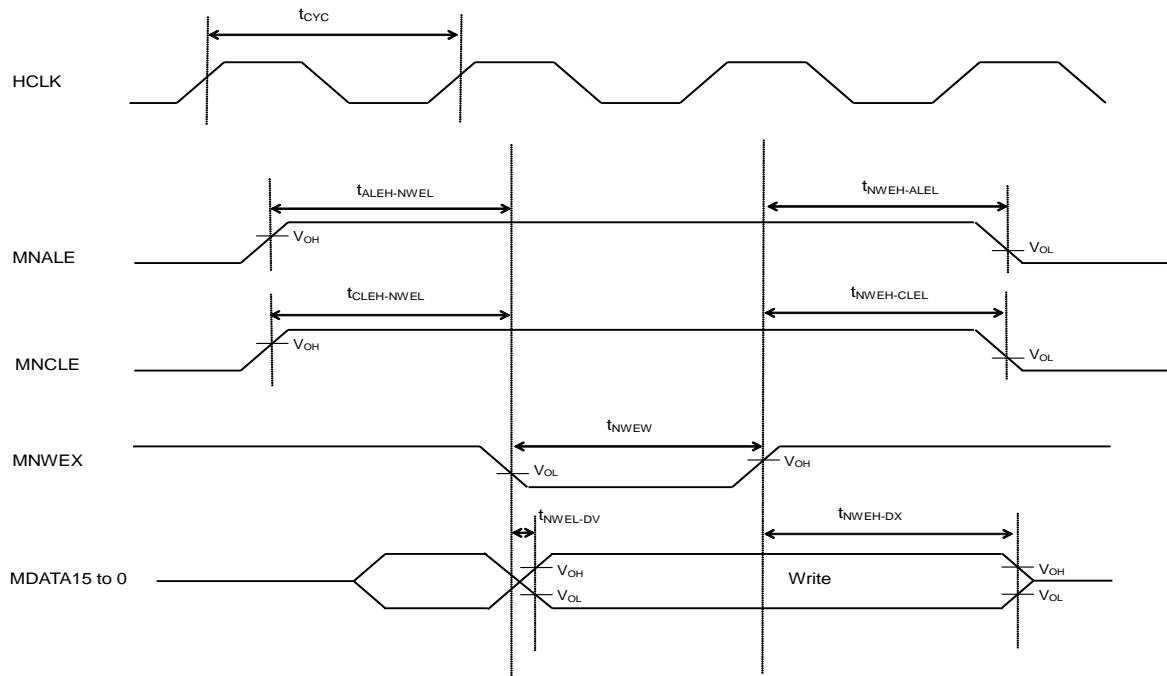 tCYC
HCLK
tALEH-NWEL
tNWEH-ALEL
VOH
VOL
MNALE
tCLEH-NWEL
tNWEH-CLEL
VOH
VOL
MNCLE
tNWEW
MNWEX
VOL
VOH
tNWEL-DV
tNWEH-DX
MDATA15 to 0
VOH
Write
VOH
VOL
VOL